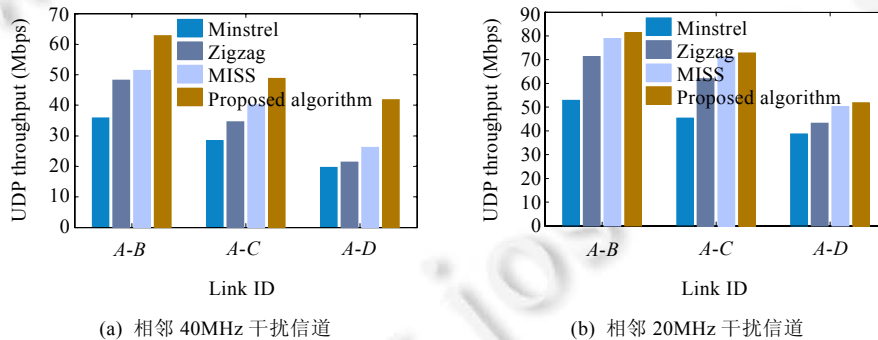 70
60
50
40
30
20
10
0
UDP throughput (Mbps)
Minstrel
Zigzag
MISS
Proposed algorithm
A-B
A-C
A-D
Link ID
(a) 相邻 40MHz 干扰信道
90
80
70
60
50
40
30
20
10
0
UDP throughput (Mbps)
Minstrel
Zigzag
MISS
Proposed algorithm
A-B
A-C
A-D
Link ID
(b) 相邻 20MHz 干扰信道